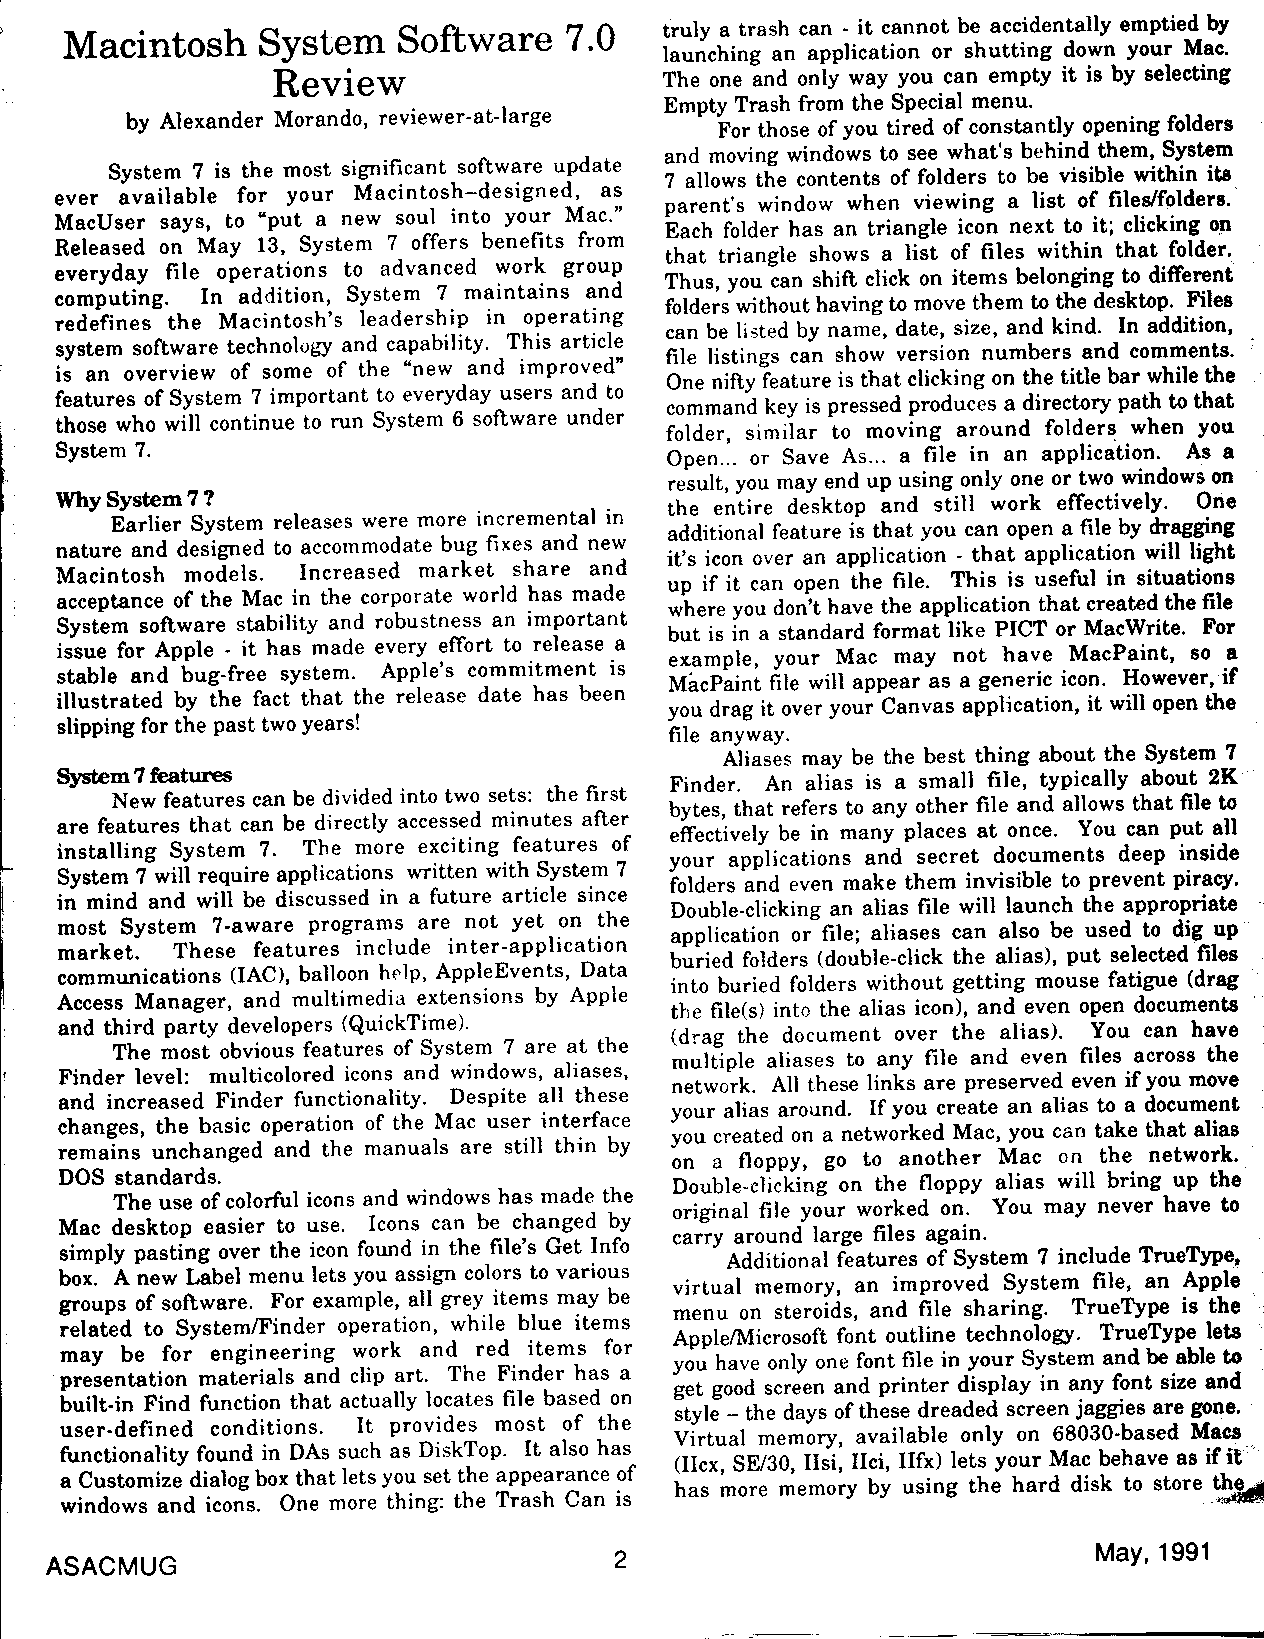 Macintosh System Software 7.0
Review
by Alexander Morando, reviewer-at-large
System 7 is the most significant software update
ever available for your Macintosh–designed, as
MacUser says, to “put a new soul into your Mac.”
Released on May 13, System 7 offers benefits from
everyday file operations to advanced work group
computing. In addition, System 7 maintains and
redefines the Macintosh's leadership in operating
system software technology and capability. This article
is an overview of some of the “new and improved”
features of System 7 important to everyday users and to
those who will continue to run System 6 software under
System 7.
Why System 7 ?
Earlier System releases were more incremental in
nature and designed to accommodate bug fixes and new
Macintosh models. Increased market share and
acceptance of the Mac in the corporate world has made
System software stability and robustness an important
issue for Apple - it has made every effort to release a
stable and bug-free system. Apple's commitment is
illustrated by the fact that the release date has been
slipping for the past two years!
System 7 features
New features can be divided into two sets: the first
are features that can be directly accessed minutes after
installing System 7. The more exciting features of
System 7 will require applications written with System 7
in mind and will be discussed in a future article since
most System 7-aware programs are not yet on the
market. These features include inter-application
communications (IAC), balloon help, AppleEvents, Data
Access Manager, and multimedia extensions by Apple
and third party developers (QuickTime).
The most obvious features of System 7 are at the
Finder level: multicolored icons and windows, aliases,
and increased Finder functionality. Despite all these
changes, the basic operation of the Mac user interface
remains unchanged and the manuals are still thin by
DOS standards.
The use of colorful icons and windows has made the
Mac desktop easier to use. Icons can be changed by
simply pasting over the icon found in the file's Get Info
box. A new Label menu lets you assign colors to various
groups of software. For example, all grey items may be
related to System/Finder operation, while blue items
may be for engineering work and red items for
presentation materials and clip art. The Finder has a
built-in Find function that actually locates file based on
user-defined conditions. It provides most of the
functionality found in DAs such as DiskTop. It also has
a Customize dialog box that lets you set the appearance of
windows and icons. One more thing: the Trash Can is
truly a trash can - it cannot be accidentally emptied by
launching an application or shutting down your Mac.
The one and only way you can empty it is by selecting
Empty Trash from the Special menu.
For those of you tired of constantly opening folders
and moving windows to see what's behind them, System
7 allows the contents of folders to be visible within its
parent's window when viewing a list of files/folders.
Each folder has an triangle icon next to it; clicking on
that triangle shows a list of files within that folder.
Thus, you can shift click on items belonging to different
folders without having to move them to the desktop. Files
can be listed by name, date, size, and kind. In addition,
file listings can show version numbers and comments.
One nifty feature is that clicking on the title bar while the
command key is pressed produces a directory path to that
folder, similar to moving around folders when you
Open... or Save As... a file in an application. As a
result, you may end up using only one or two windows on
the entire desktop and still work effectively. One
additional feature is that you can open a file by dragging
it's icon over an application - that application will light
up if it can open the file. This is useful in situations
where you don't have the application that created the file
but is in a standard format like PICT or MacWrite. For
example, your Mac may not have MacPaint, so a
MacPaint file will appear as a generic icon. However, if
you drag it over your Canvas application, it will open the
file anyway.
Aliases may be the best thing about the System 7
Finder. An alias is a small file, typically about 2K
bytes, that refers to any other file and allows that file to
effectively be in many places at once. You can put all
your applications and secret documents deep inside
folders and even make them invisible to prevent piracy.
Double-clicking an alias file will launch the appropriate
application or file; aliases can also be used to dig up
buried folders (double-click the alias), put selected files
into buried folders without getting mouse fatigue (drag
the file(s) into the alias icon), and even open documents
(drag the document over the alias). You can have
multiple aliases to any file and even files across the
network. All these links are preserved even if you move
your alias around. If you create an alias to a document
you created on a networked Mac, you can take that alias
on a floppy, go to another Mac on the network.
Double-clicking on the floppy alias will bring up the
original file your worked on. You may never have to
carry around large files again.
Additional features of System 7 include TrueType,
virtual memory, an improved System file, an Apple
menu on steroids, and file sharing. TrueType is the
Apple/Microsoft font outline technology. TrueType lets
you have only one font file in your System and be able to
get good screen and printer display in any font size and
style – the days of these dreaded screen jaggies are gone.
Virtual memory, available only on 68030-based Macs
(IIcx, SE/30, IIsi, IIci, IIfx) lets your Mac behave as if it
has more memory by using the hard disk to store the
ASACMUG
2
May, 1991